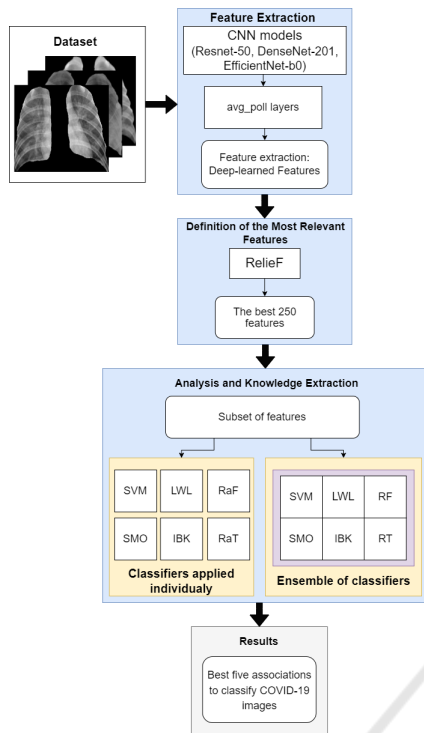 Dataset
Feature Extraction
CNN models
(Resnet-50, DenseNet-201,
EfficientNet-b0)
avg_poll layers
Feature extraction:
Deep-learned Features
Definition of the Most Relevant
Features
RelieF
The best 250
features
Analysis and Knowledge Extraction
Subset of features
SVM
LWL
RaF
SMO
IBK
RaT
Classifiers applied
individualy
SVM
LWL
RF
SMO
IBK
RT
Ensemble of classifiers
Results
Best five associations
to classify COVID-19
images